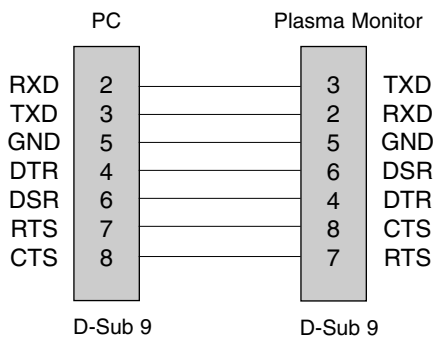 PC Plasma Monitor
RXD 2 3 TXD
TXD 3 2 RXD
GND 5 5 GND
DTR 4 6 DSR
DSR 6 4 DTR
RTS 7 8 CTS
CTS 8 7 RTS
D-Sub 9 D-Sub 9